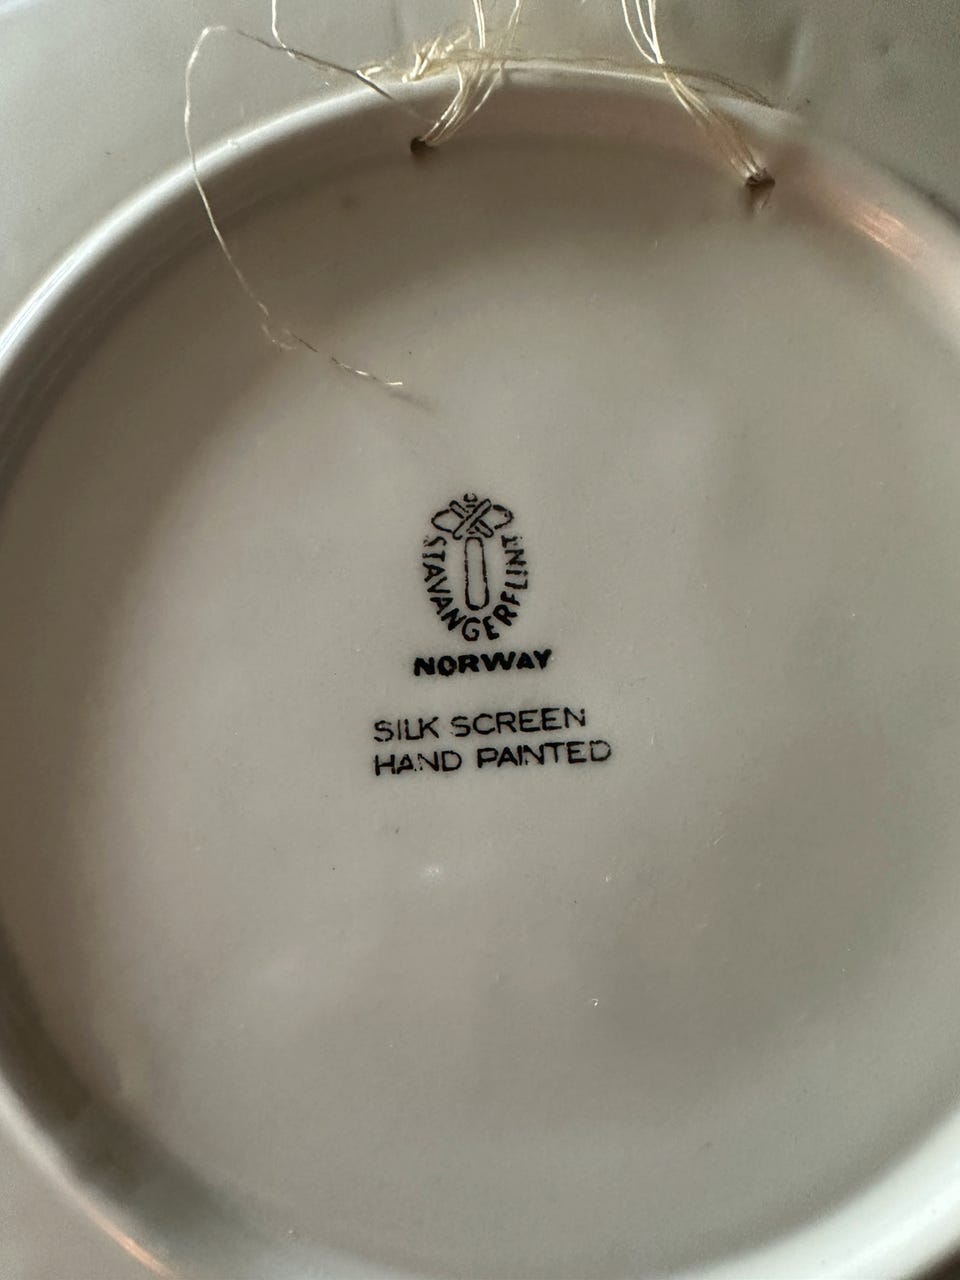 STAVANGERFLINT
NORWAY
SILK SCREEN
HAND PAINTED